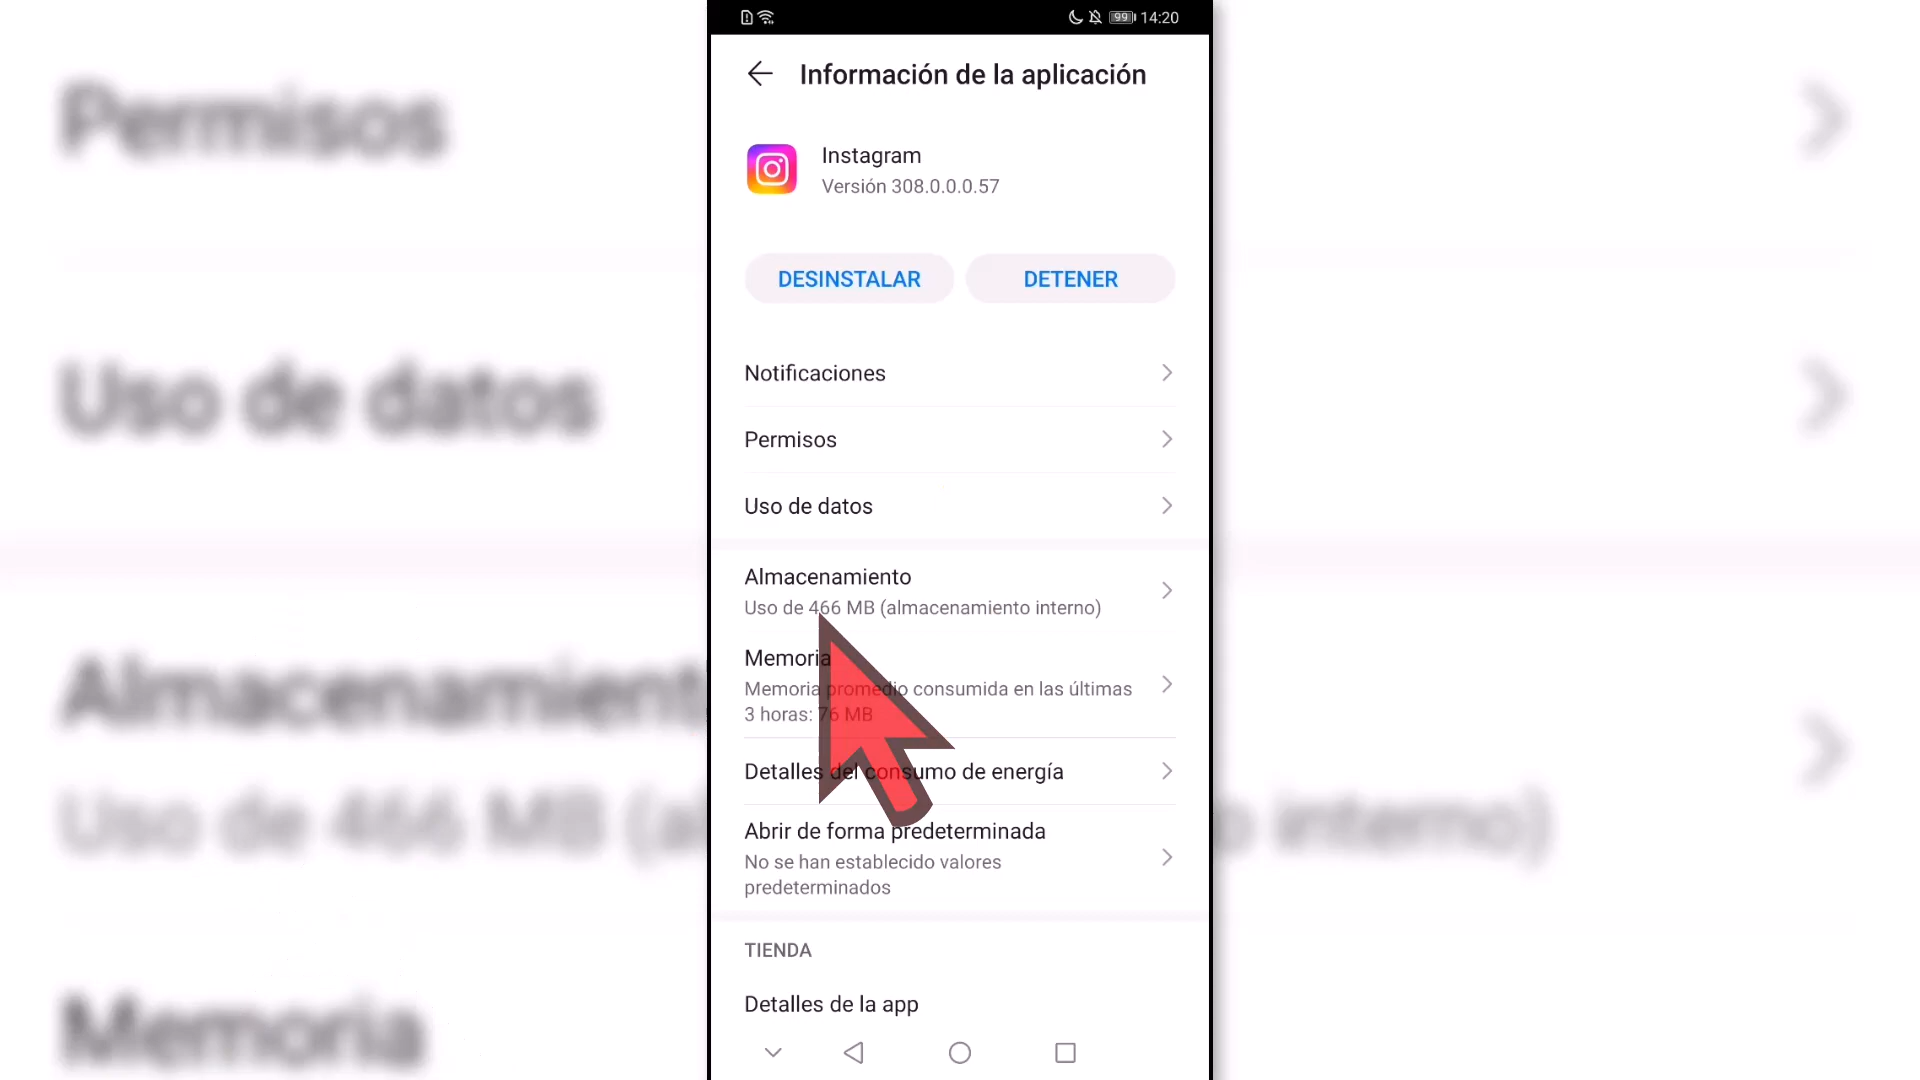 99 14:20
Información de la aplicación
Instagram
Versión 308.0.0.0.57
DESINSTALAR DETENER
Notificaciones
Permisos
Uso de datos
Almacenamiento
Uso de 466 MB (almacenamiento interno)
Memoria
Memoria promedio consumida en las últimas
3 horas: 76 MB
Detalles del consumo de energía
Abrir de forma predeterminada
No se han establecido valores
predeterminados
TIENDA
Detalles de la app
Permisos
Uso de datos
Almacenamient
Uso de 466 MB (al
o interno)
Memoria